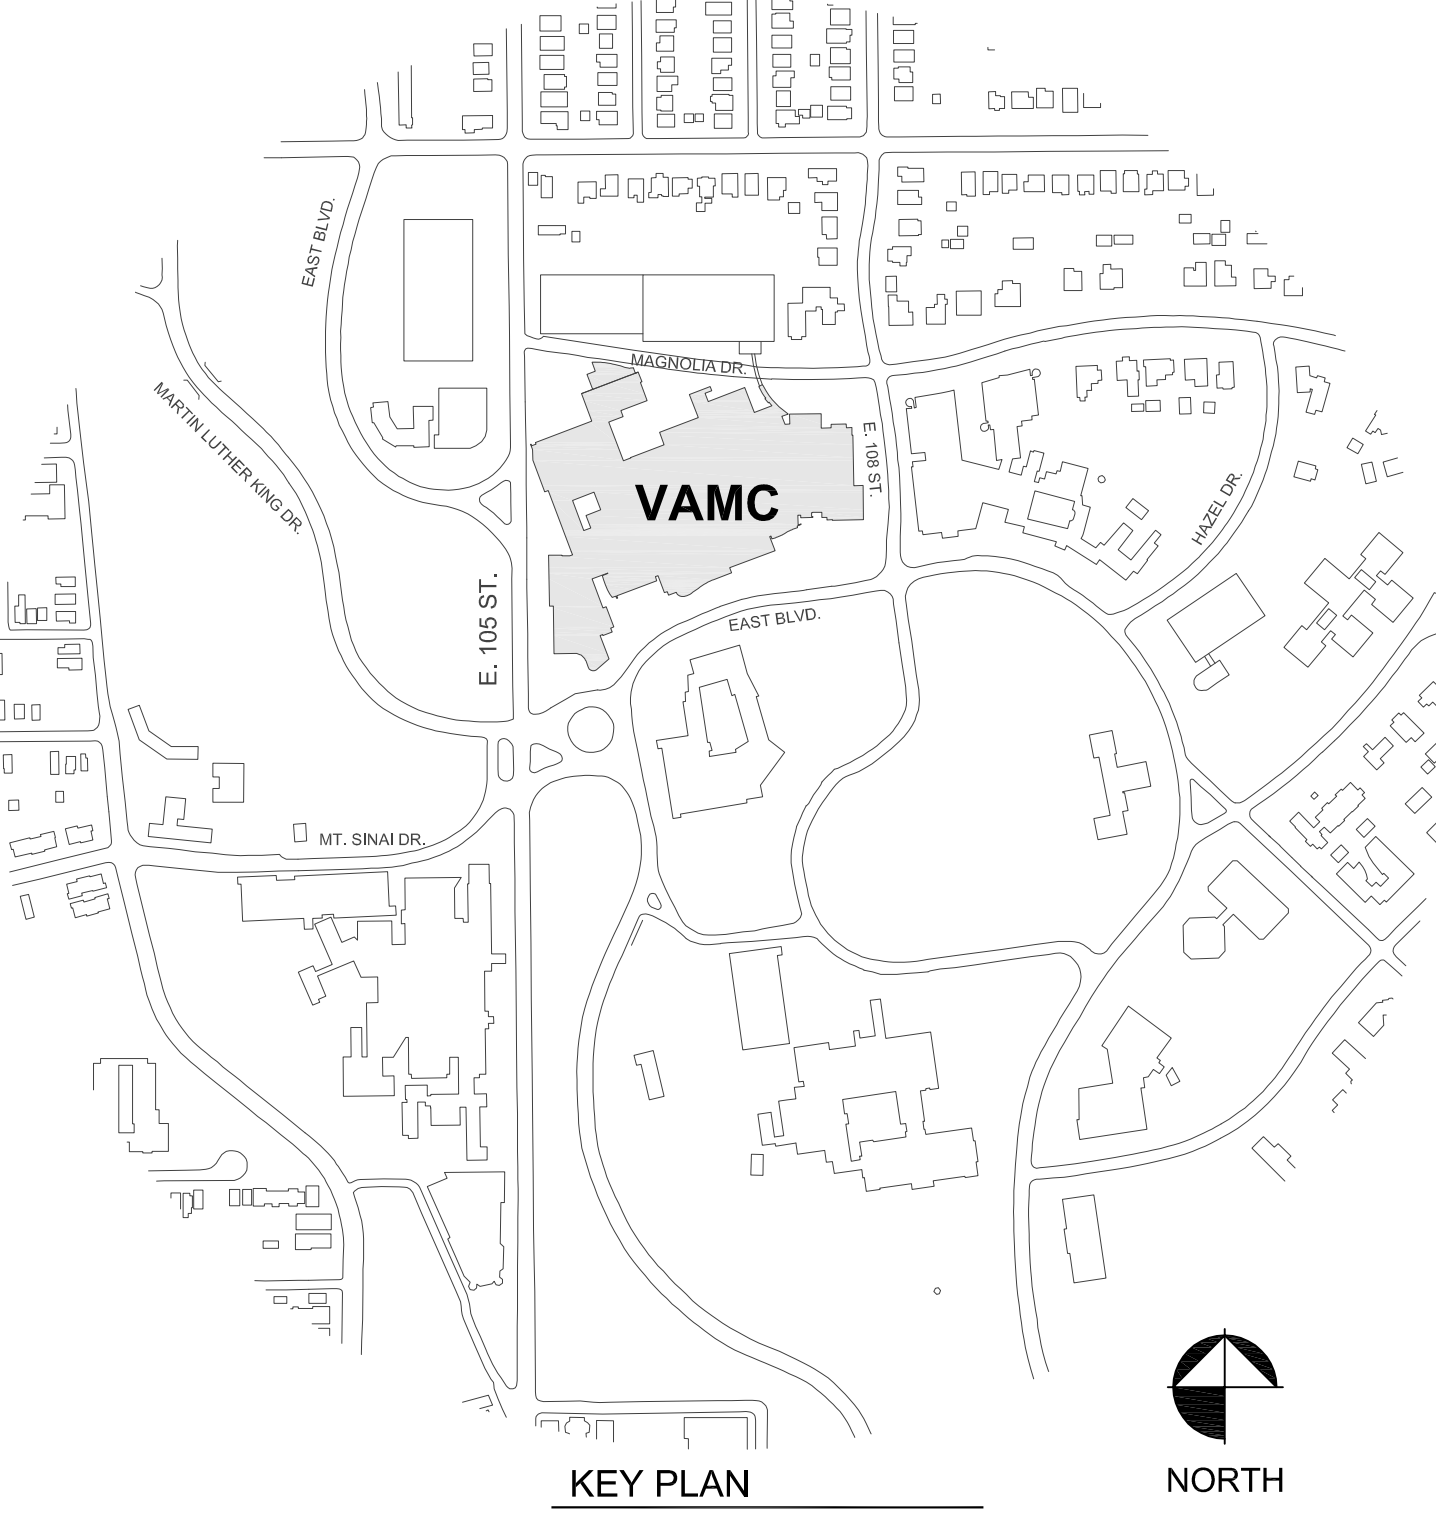 EAST BLVD.
MAGNOLIA DR.
MARTIN LUTHER KING DR.
E. 108 ST.
VAMC
HAZEL DR.
E. 105 ST.
EAST BLVD.
MT. SINAI DR.
KEY PLAN
NORTH